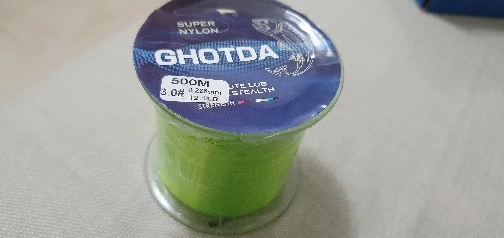 SUPER
NYLON
GHOTDA
500M
3.0#
STEALTH
STRENGTH